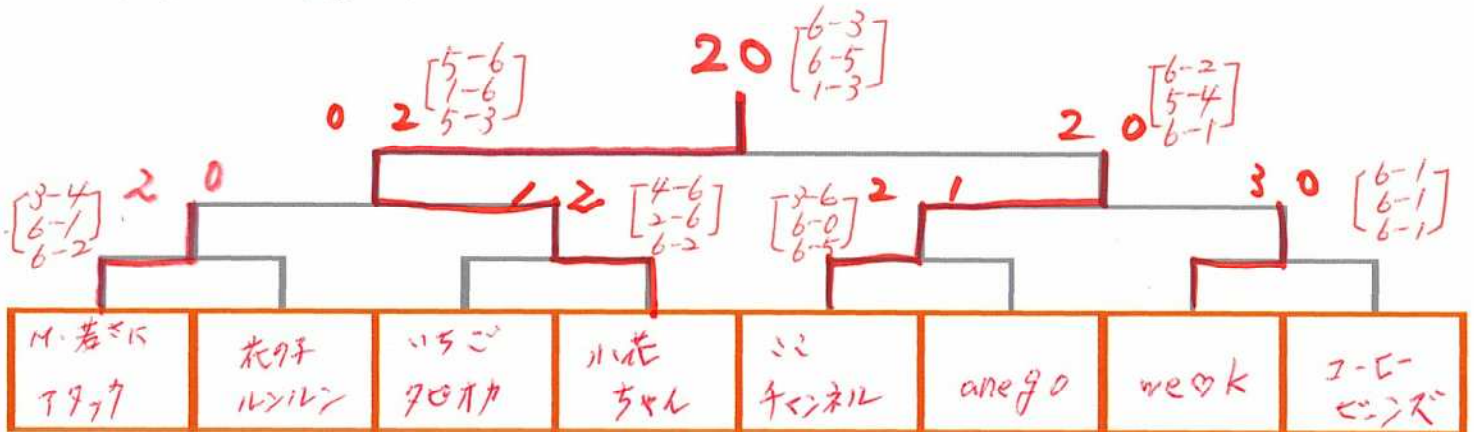 20 [6-3
6-5
1-3]
0 2 [5-6
1-6
5-3]
2 0 [6-2
5-4
6-1]
[3-4
6-1
6-2] 2 0
1 2 [4-6
2-6
6-2]
[3-6
6-0
6-5] 2 1
3 0 [6-1
6-1
6-1]
M・若さに
アタック
花の子
ルンルン
いちご
タピオカ
小花
ちゃん
ここ
チャンネル
anego
we♡k
コーヒー
ビーンズ